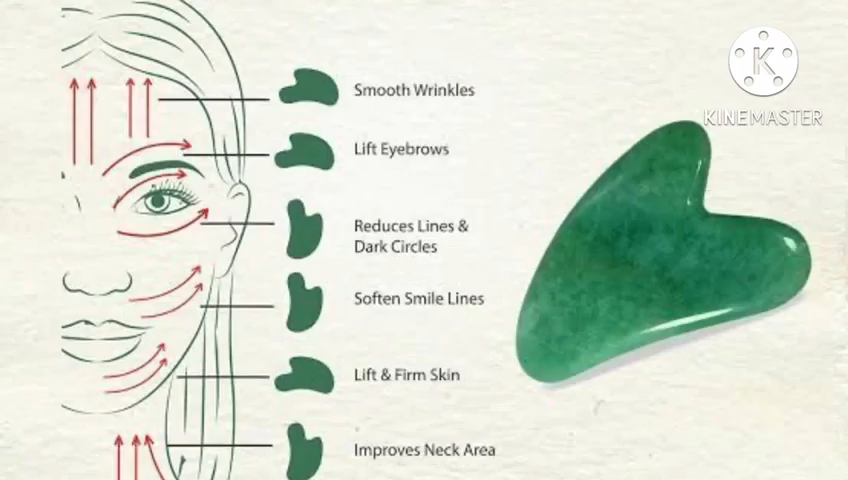 Smooth Wrinkles
Lift Eyebrows
Reduces Lines &
Dark Circles
Soften Smile Lines
Lift & Firm Skin
Improves Neck Area
K
KINEMASTER